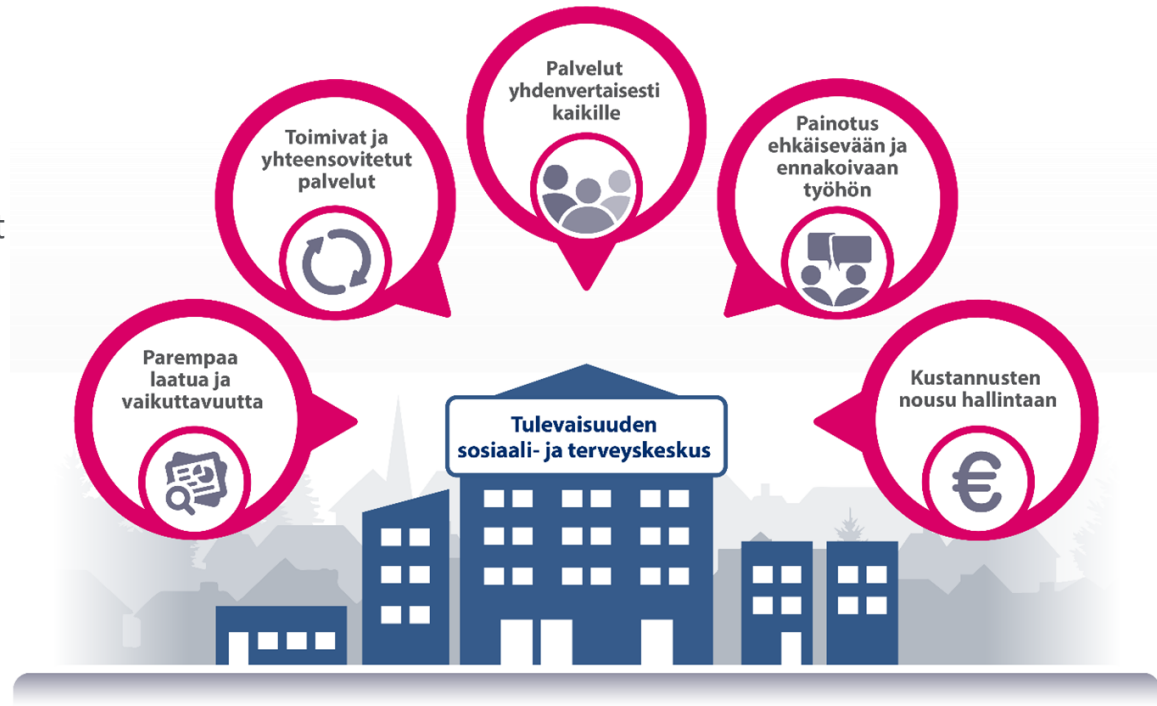 Palvelut
yhdenvertaisesti
kaikille
Toimivat ja
yhteensovitetut
palvelut
Painotus
ehkäisevään ja
ennakoivaan
työhön
Parempaa
laatua ja
vaikuttavuutta
Kustannusten
nousu hallintaan
€
Tulevaisuuden
sosiaali- ja terveyskeskus